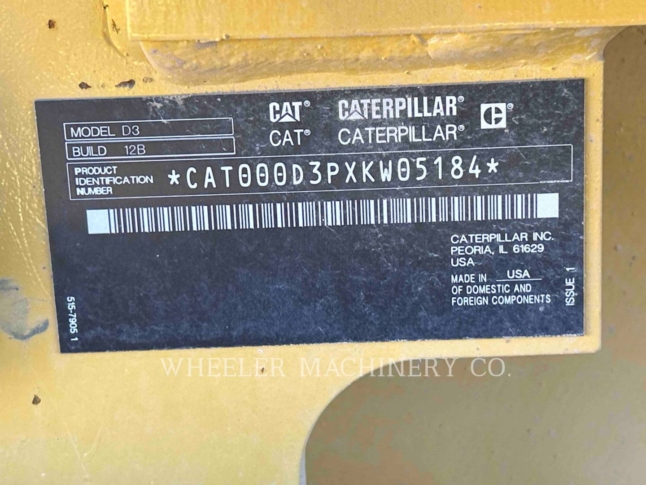 CAT® CATERPILLAR® C®
CAT® CATERPILLAR®
MODEL D3
BUILD 12B
PRODUCT IDENTIFICATION NUMBER *CAT000D3PXKW05184*
CATERPILLAR INC.
PEORIA, IL 61629
USA
MADE IN USA
OF DOMESTIC AND
FOREIGN COMPONENTS
ISSUE 1
515-7905 1
WHEELER MACHINERY CO.